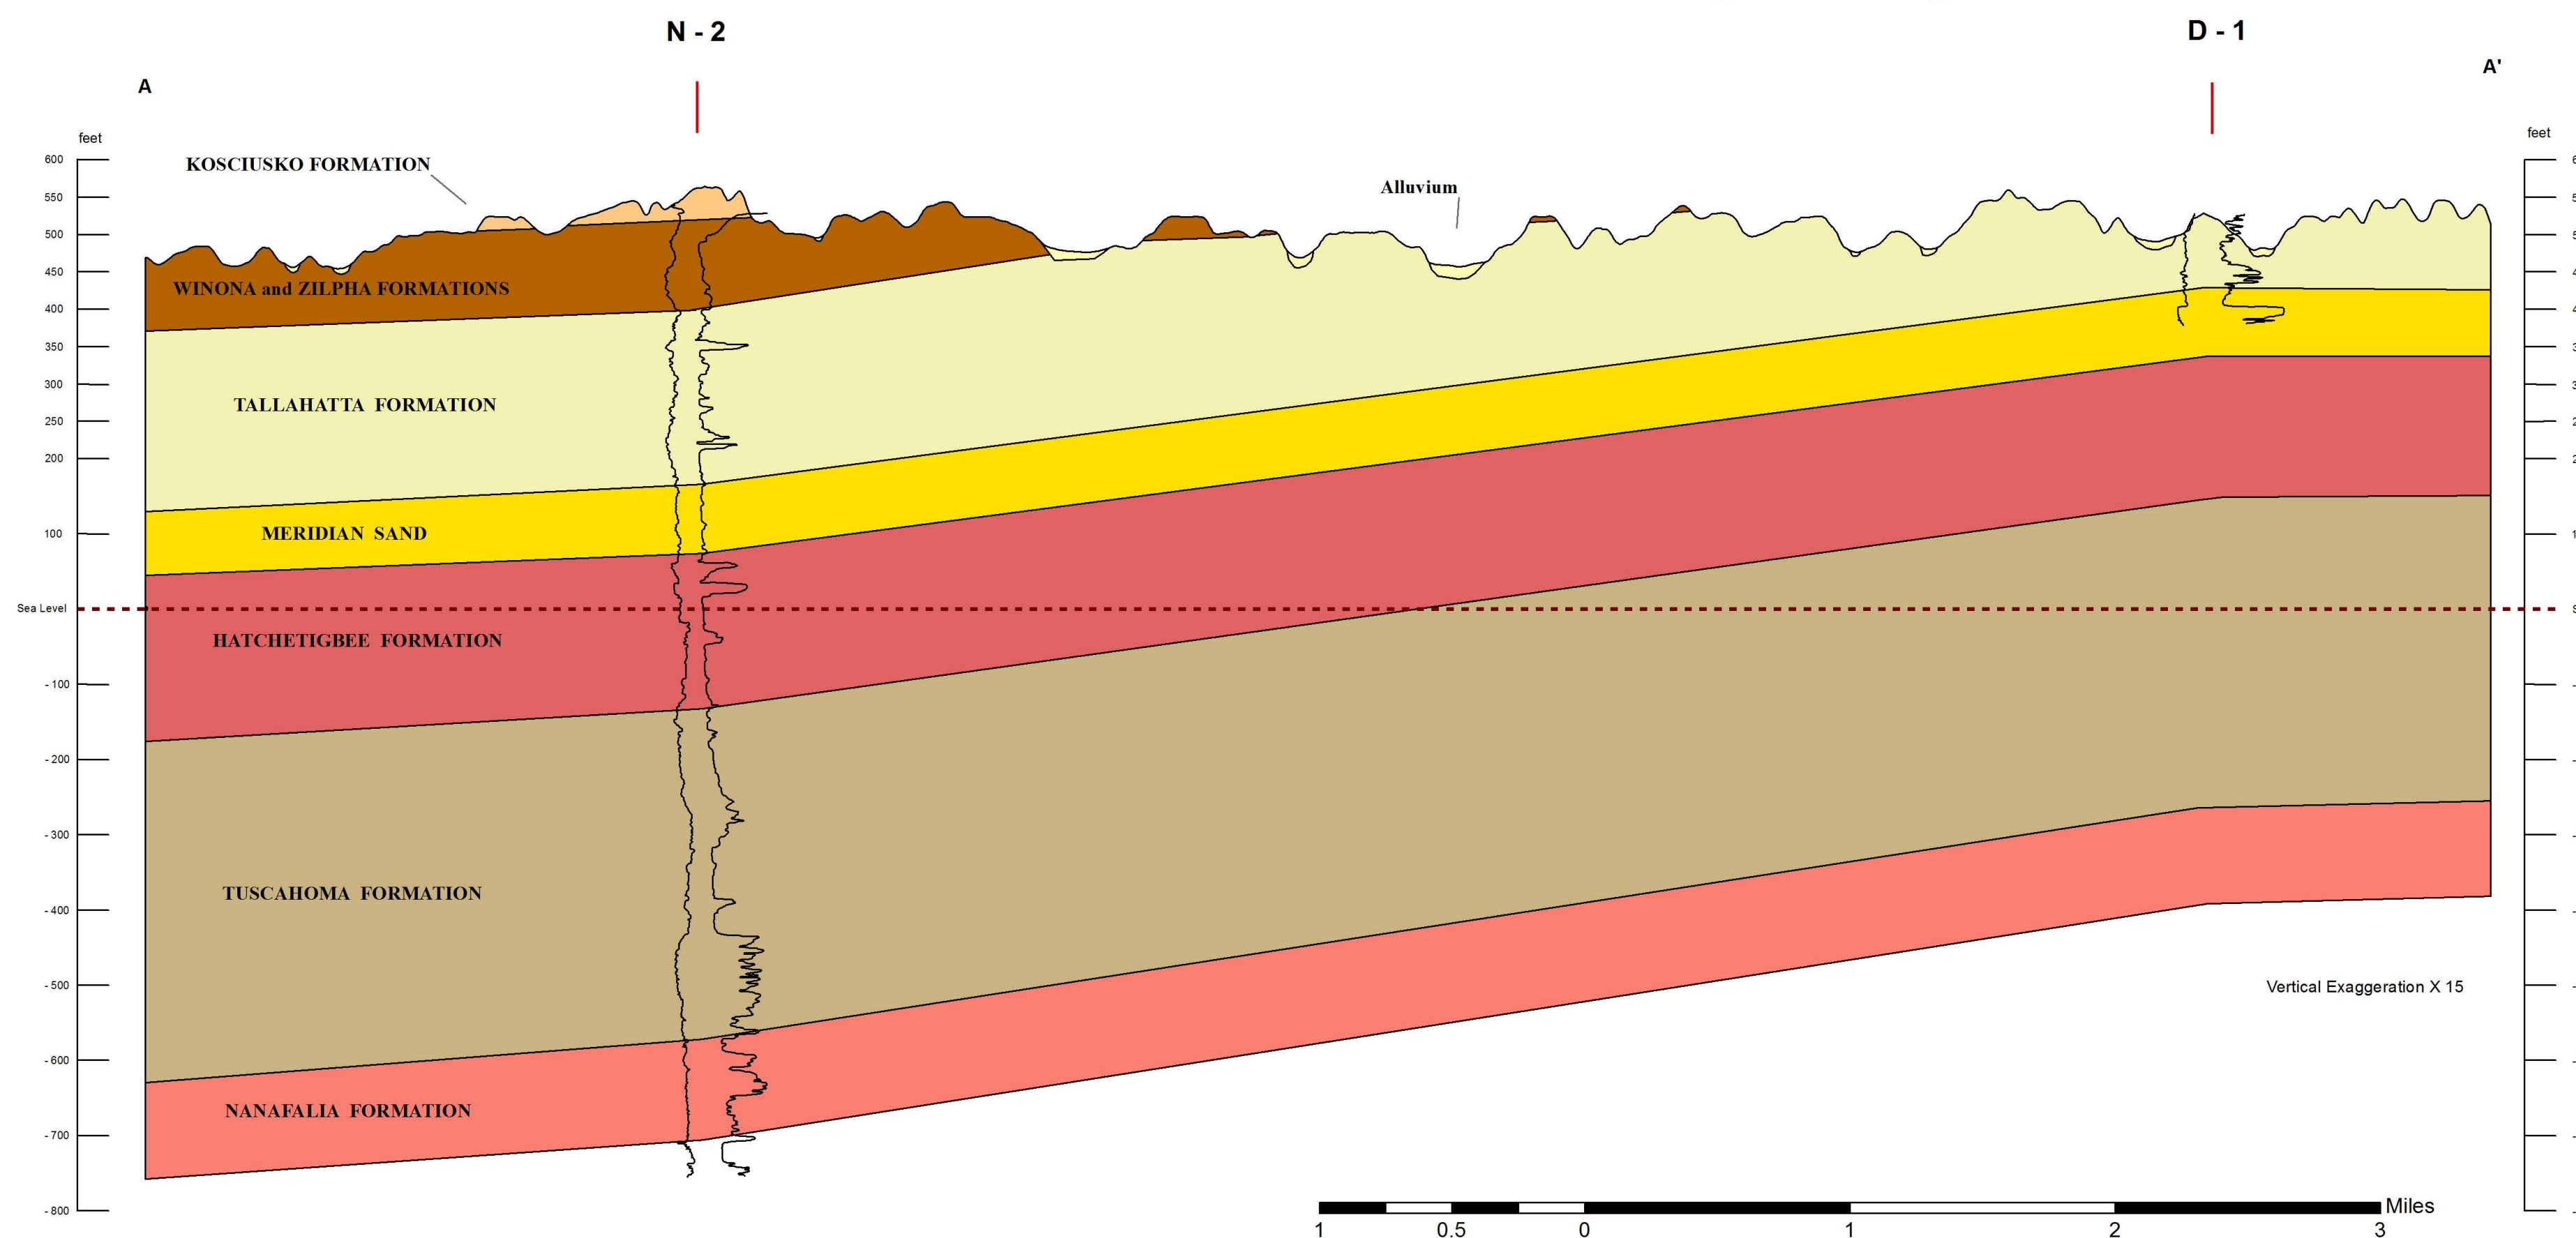 N - 2
D - 1
A
A'
feet
feet
600
KOSCIUSKO FORMATION
550
Alluvium
500
450
WINONA and ZILPHA FORMATIONS
400
350
300
TALLAHATTA FORMATION
250
200
100
MERIDIAN SAND
Sea Level
HATCHETIGBEE FORMATION
- 100
- 200
- 300
TUSCAHOMA FORMATION
- 400
- 500
Vertical Exaggeration X 15
- 600
NANAFALIA FORMATION
- 700
- 800
Miles
1 0.5 0 1 2 3